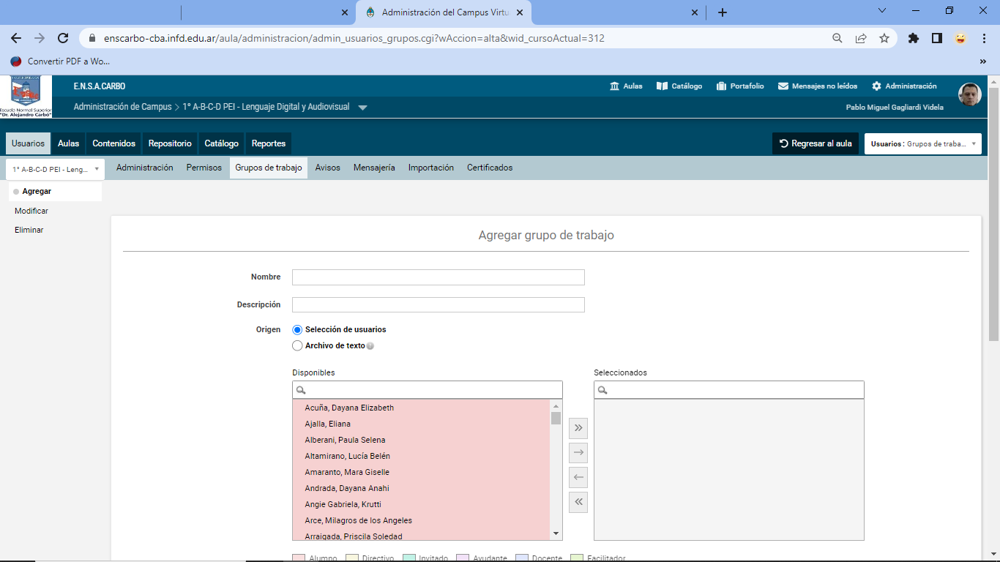 Administración del Campus Virtu
enscarbo-cba.infd.edu.ar/aula/administracion/admin_usuarios_grupos.cgi?wAccion=alta&wid_cursoActual=312
Convertir PDF a Wo...
Escuela Normal Superior
"Dr. Alejandro Carbó"
E.N.S.A.CARBO
Aulas Catálogo Portafolio Mensajes no leídos Administración
Administración de Campus > 1º A-B-C-D PEI - Lenguaje Digital y Audiovisual
Pablo Miguel Gagliardi Videla
Usuarios Aulas Contenidos Repositorio Catálogo Reportes
Regresar al aula
Usuarios: Grupos de traba...
1º A-B-C-D PEI - Leng...
Administración Permisos Grupos de trabajo Avisos Mensajería Importación Certificados
Agregar
Modificar
Eliminar
Agregar grupo de trabajo
Nombre
Descripción
Origen
Selección de usuarios
Archivo de texto
Disponibles
Seleccionados
Acuña, Dayana Elizabeth
Ajalla, Eliana
Alberani, Paula Selena
Altamirano, Lucía Belén
Amaranto, Mara Giselle
Andrada, Dayana Anahi
Angie Gabriela, Krutti
Arce, Milagros de los Angeles
Arraigada, Priscila Soledad
Alumno Directivo Invitado Ayudante Docente Facilitador